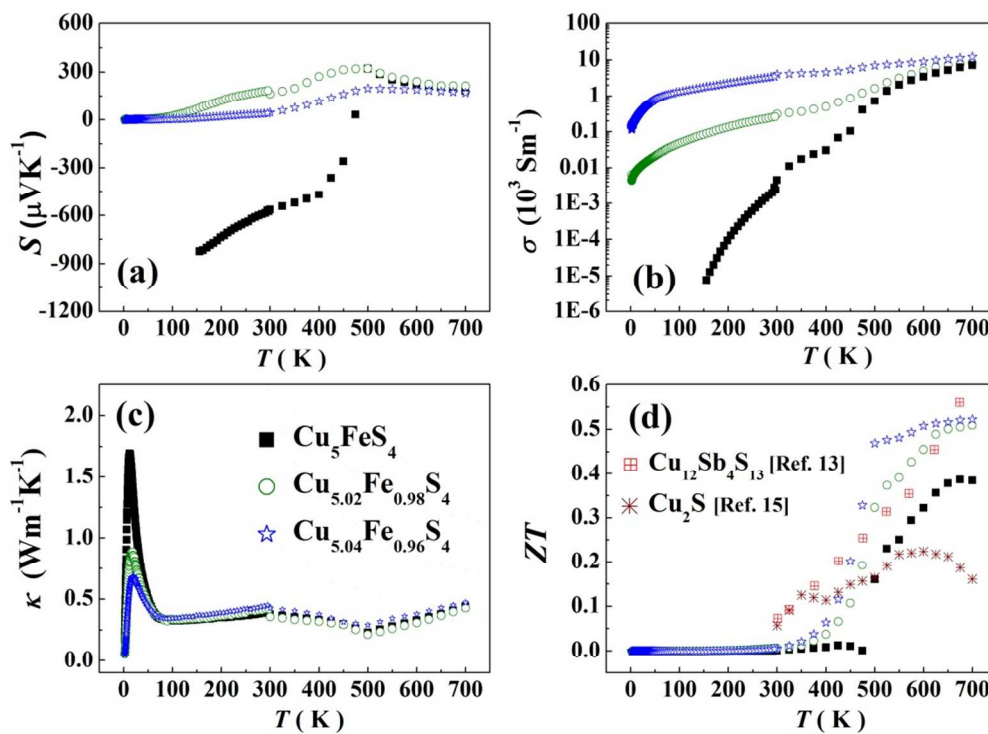 600
300
0
-300
-600
-900
-1200
S (μVK⁻¹)
(a)
0 100 200 300 400 500 600 700
T ( K )
100
10
1
0.1
0.01
1E-3
1E-4
1E-5
1E-6
σ (10³ Sm⁻¹)
(b)
0 100 200 300 400 500 600 700
T ( K )
2.0
1.5
1.0
0.5
0.0
κ (Wm⁻¹K⁻¹)
(c)
Cu₅FeS₄
Cu₅.₀₂Fe₀.₉₈S₄
Cu₅.₀₄Fe₀.₉₆S₄
0 100 200 300 400 500 600 700
T ( K )
0.6
0.5
0.4
0.3
0.2
0.1
0.0
ZT
(d)
Cu₁₂Sb₄S₁₃ [Ref. 13]
Cu₂S [Ref. 15]
0 100 200 300 400 500 600 700
T ( K )